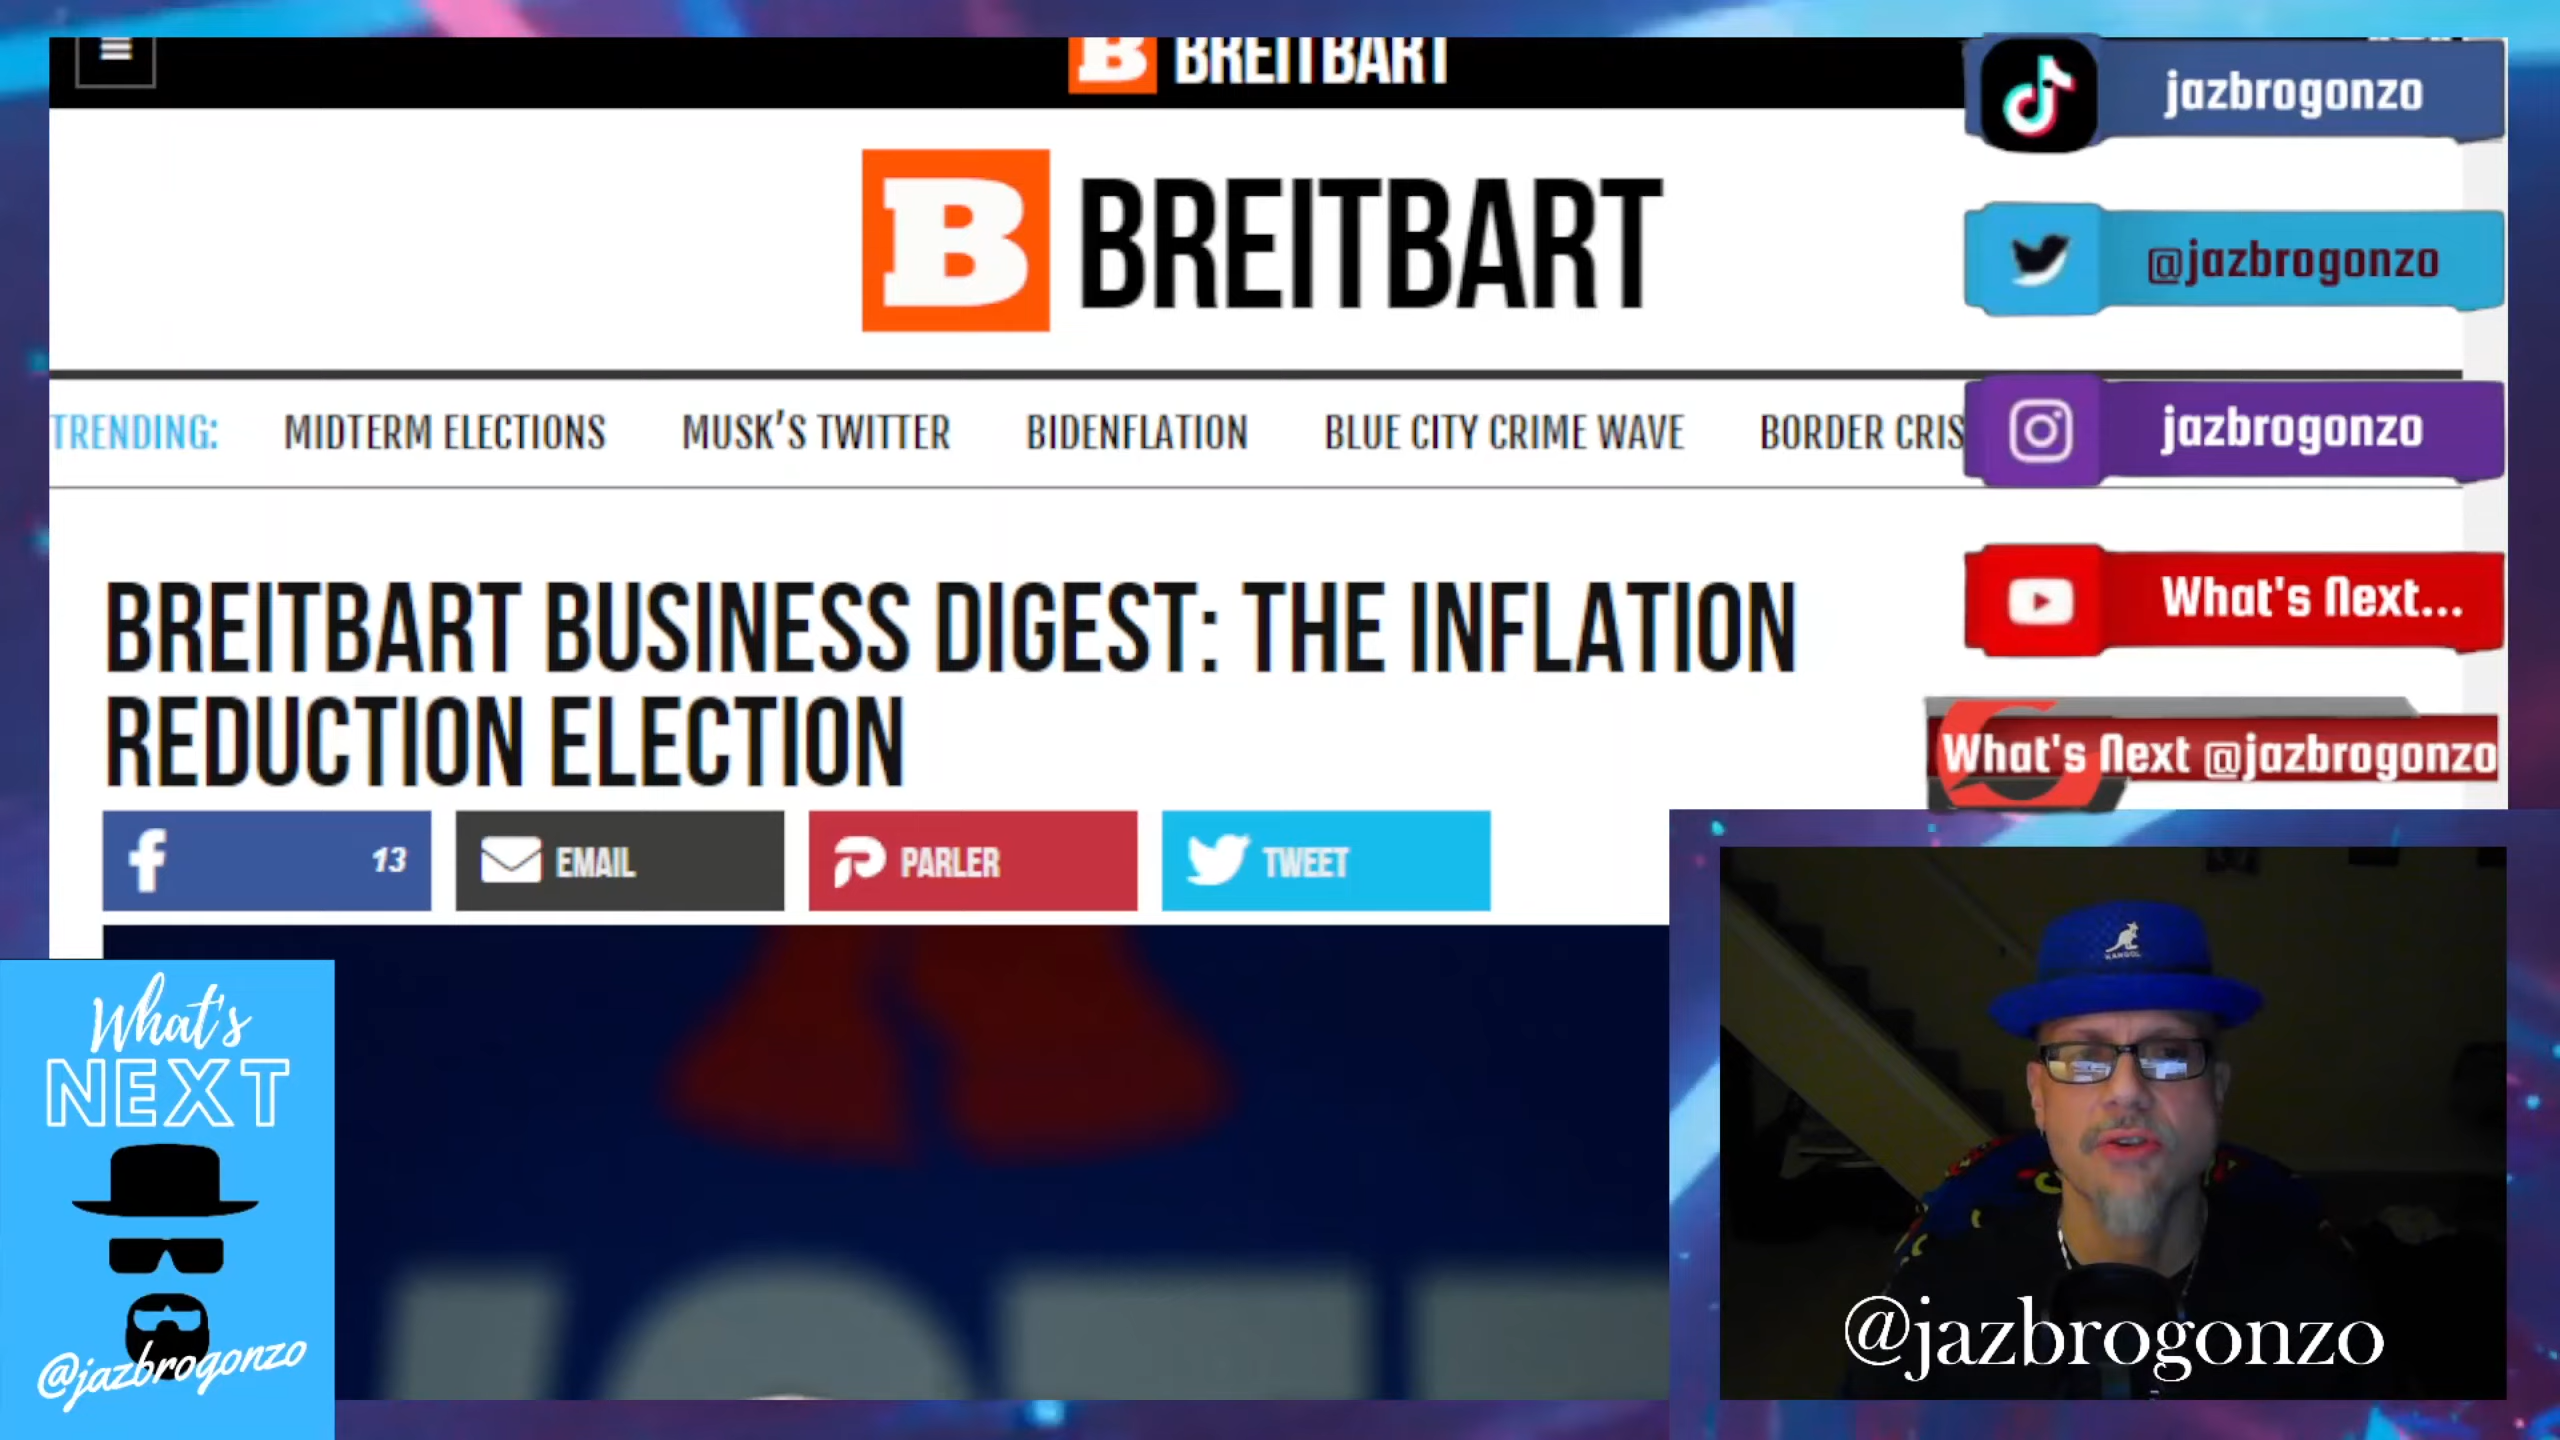 BREITBART
B BREITBART
TRENDING: MIDTERM ELECTIONS MUSK'S TWITTER BIDENFLATION BLUE CITY CRIME WAVE BORDER CRIS
BREITBART BUSINESS DIGEST: THE INFLATION
REDUCTION ELECTION
13 EMAIL PARLER TWEET
jazbrogonzo
@jazbrogonzo
jazbrogonzo
What's Next...
What's Next @jazbrogonzo
What's
NEXT
@jazbrogonzo
KANGOL
@jazbrogonzo